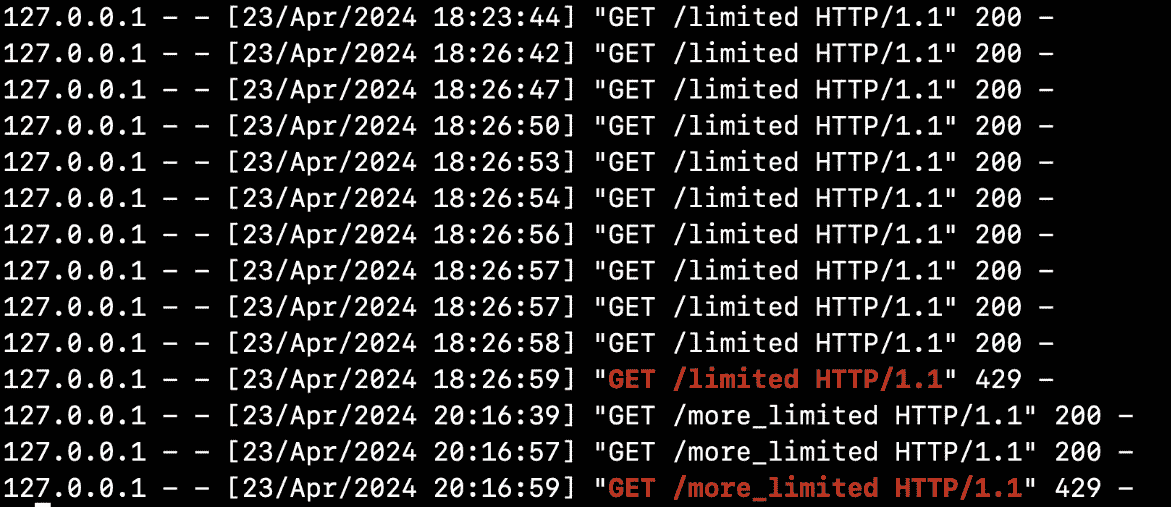 127.0.0.1 - - [23/Apr/2024 18:23:44] "GET /limited HTTP/1.1" 200 -
127.0.0.1 - - [23/Apr/2024 18:26:42] "GET /limited HTTP/1.1" 200 -
127.0.0.1 - - [23/Apr/2024 18:26:47] "GET /limited HTTP/1.1" 200 -
127.0.0.1 - - [23/Apr/2024 18:26:50] "GET /limited HTTP/1.1" 200 -
127.0.0.1 - - [23/Apr/2024 18:26:53] "GET /limited HTTP/1.1" 200 -
127.0.0.1 - - [23/Apr/2024 18:26:54] "GET /limited HTTP/1.1" 200 -
127.0.0.1 - - [23/Apr/2024 18:26:56] "GET /limited HTTP/1.1" 200 -
127.0.0.1 - - [23/Apr/2024 18:26:57] "GET /limited HTTP/1.1" 200 -
127.0.0.1 - - [23/Apr/2024 18:26:57] "GET /limited HTTP/1.1" 200 -
127.0.0.1 - - [23/Apr/2024 18:26:58] "GET /limited HTTP/1.1" 200 -
127.0.0.1 - - [23/Apr/2024 18:26:59] "GET /limited HTTP/1.1" 429 -
127.0.0.1 - - [23/Apr/2024 20:16:39] "GET /more_limited HTTP/1.1" 200 -
127.0.0.1 - - [23/Apr/2024 20:16:57] "GET /more_limited HTTP/1.1" 200 -
127.0.0.1 - - [23/Apr/2024 20:16:59] "GET /more_limited HTTP/1.1" 429 -